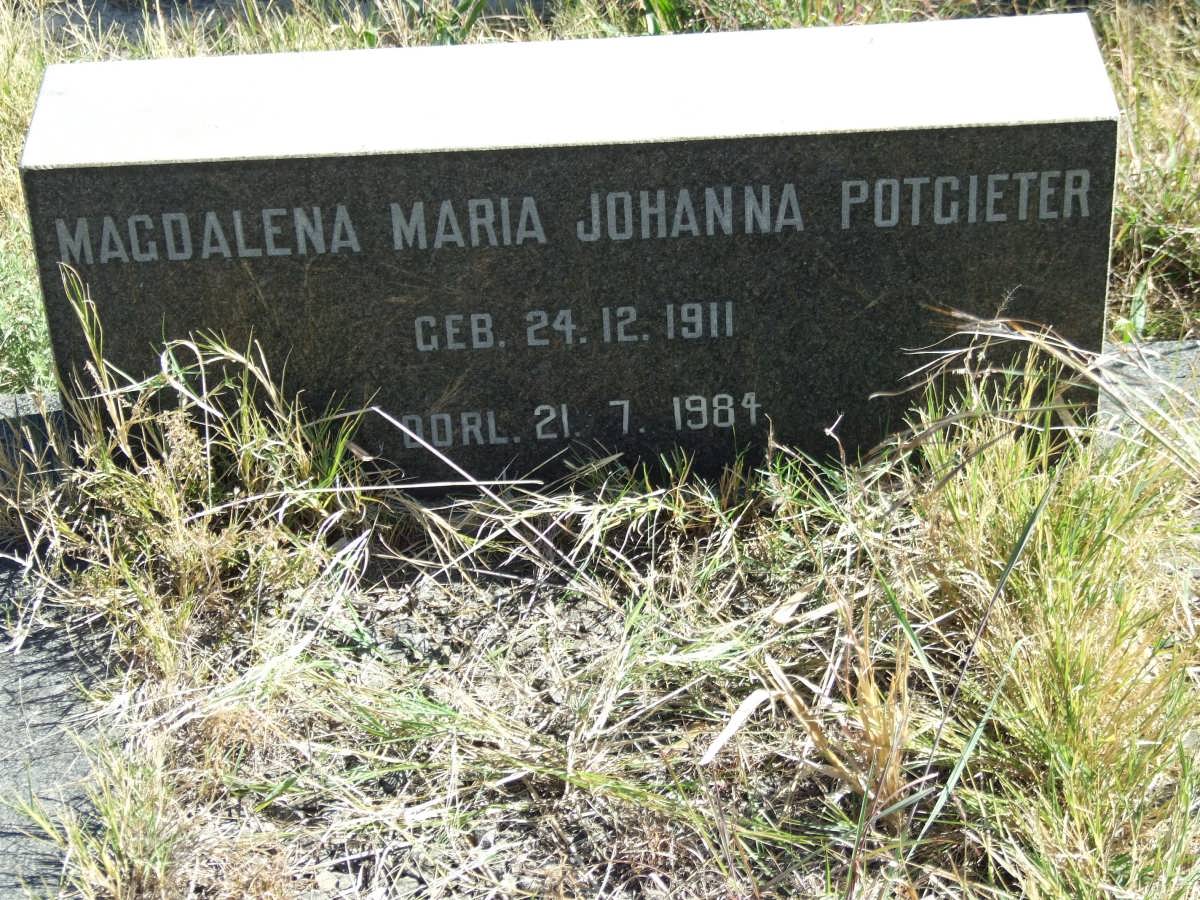 MAGDALENA MARIA JOHANNA POTGIETER
GEB. 24. 12. 1911
OORL. 21. 7. 1984